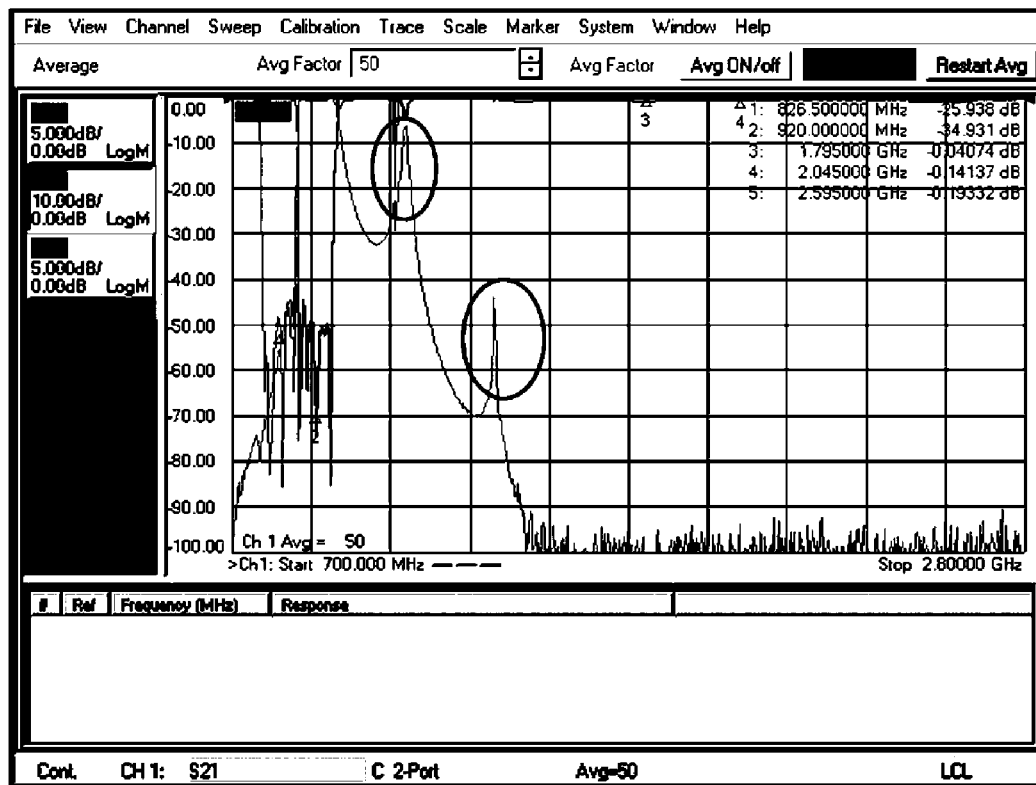 File View Channel Sweep Calibration Trace Scale Marker System Window Help
Average Avg Factor 50 Avg Factor Avg ON/off Restart Avg
5.000dB/
0.00dB LogM
10.00dB/
0.00dB LogM
5.000dB/
0.00dB LogM
0.00
-10.00
-20.00
-30.00
-40.00
-50.00
-60.00
-70.00
-80.00
-90.00
-100.00
1: 826.500000 MHz -25.938 dB
2: 920.000000 MHz -34.931 dB
3: 1.795000 GHz -0.04074 dB
4: 2.045000 GHz -0.14137 dB
5: 2.595000 GHz -0.19332 dB
3
4
2
Ch 1 Avg = 50
>Ch1: Start 700.000 MHz
Stop 2.80000 GHz
# Ref Frequency (MHz) Response
Cont. CH 1: S21 C 2-Port Avg=50 LCL